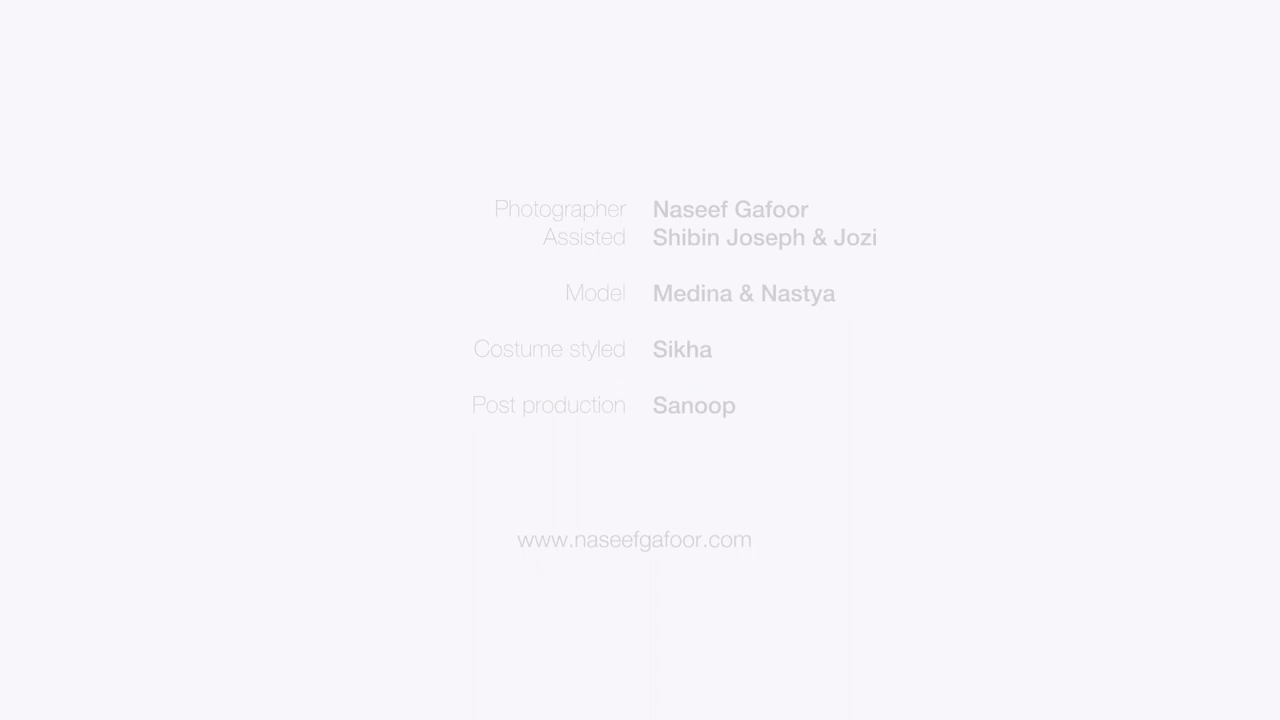 Photographer Naseef Gafoor
Assisted Shibin Joseph & Jozi
Model Medina & Nastya
Costume styled Sikha
Post production Sanoop
www.naseefgafoor.com